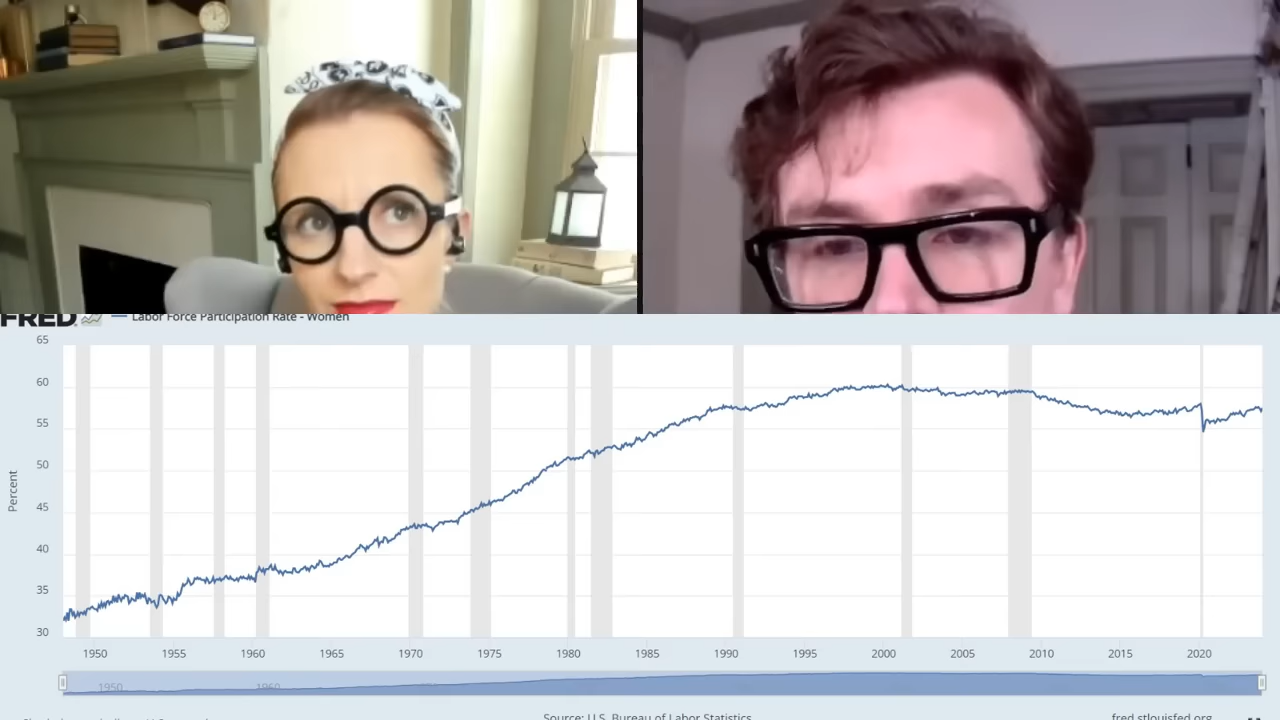 FRED
Labor Force Participation Rate - Women
65
60
55
50
45
40
35
30
Percent
1950 1955 1960 1965 1970 1975 1980 1985 1990 1995 2000 2005 2010 2015 2020
1950 1960
Source: U.S. Bureau of Labor Statistics
fred.stlouisfed.org